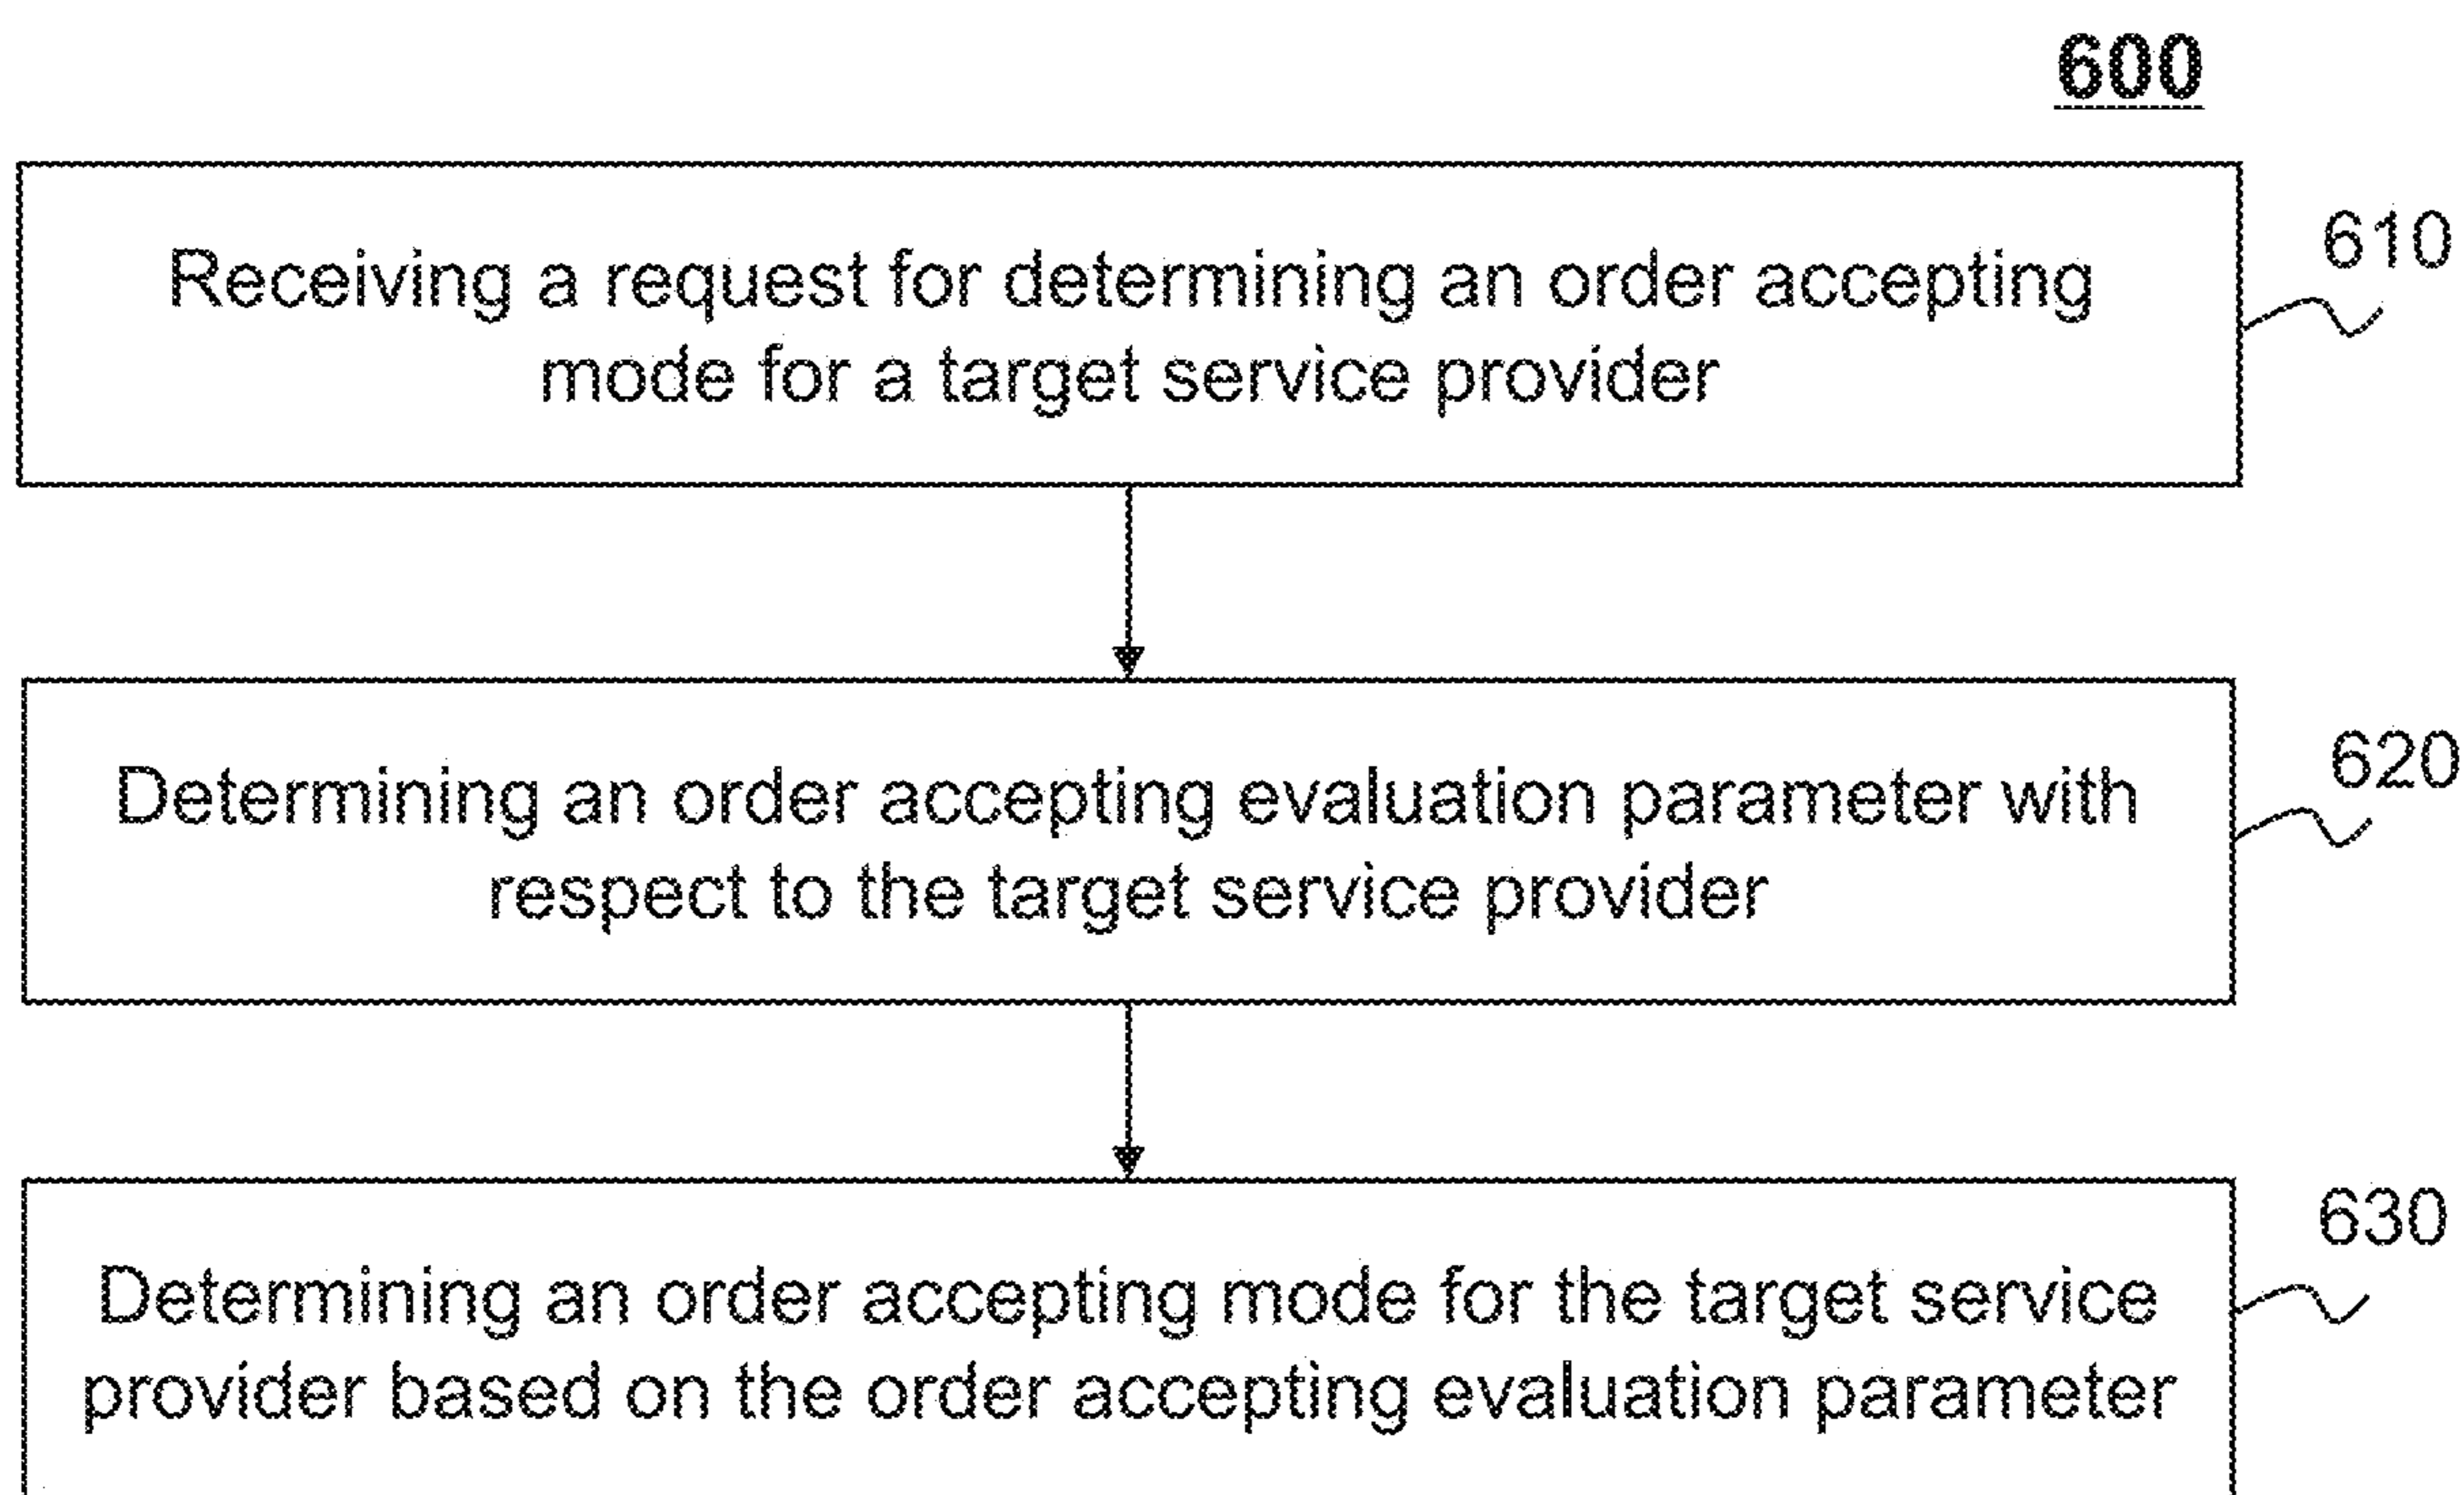 600
Receiving a request for determining an order accepting
610
mode for a target service provider
Determining an order accepting evaluation parameter with
620
respect to the target service provider
Determining an order accepting mode for the target service
630
provider based on the order accepting evaluation parameter